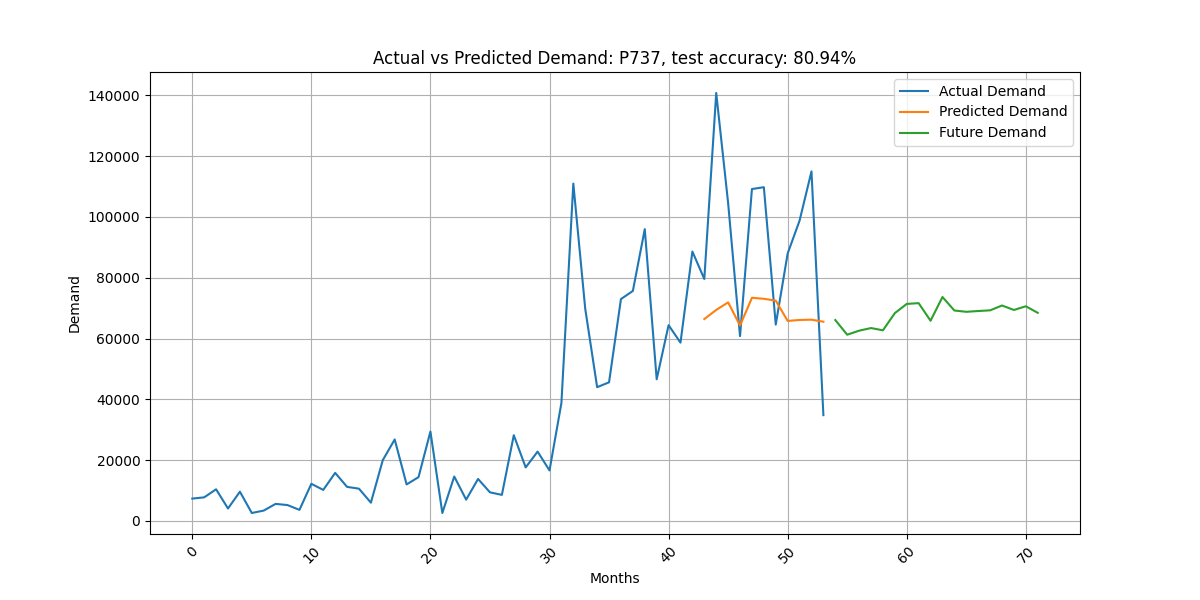 Actual vs Predicted Demand: P737, test accuracy: 80.94%
Actual Demand
Predicted Demand
Future Demand
140000
120000
100000
80000
60000
40000
20000
0
Demand
0 10 20 30 40 50 60 70
Months